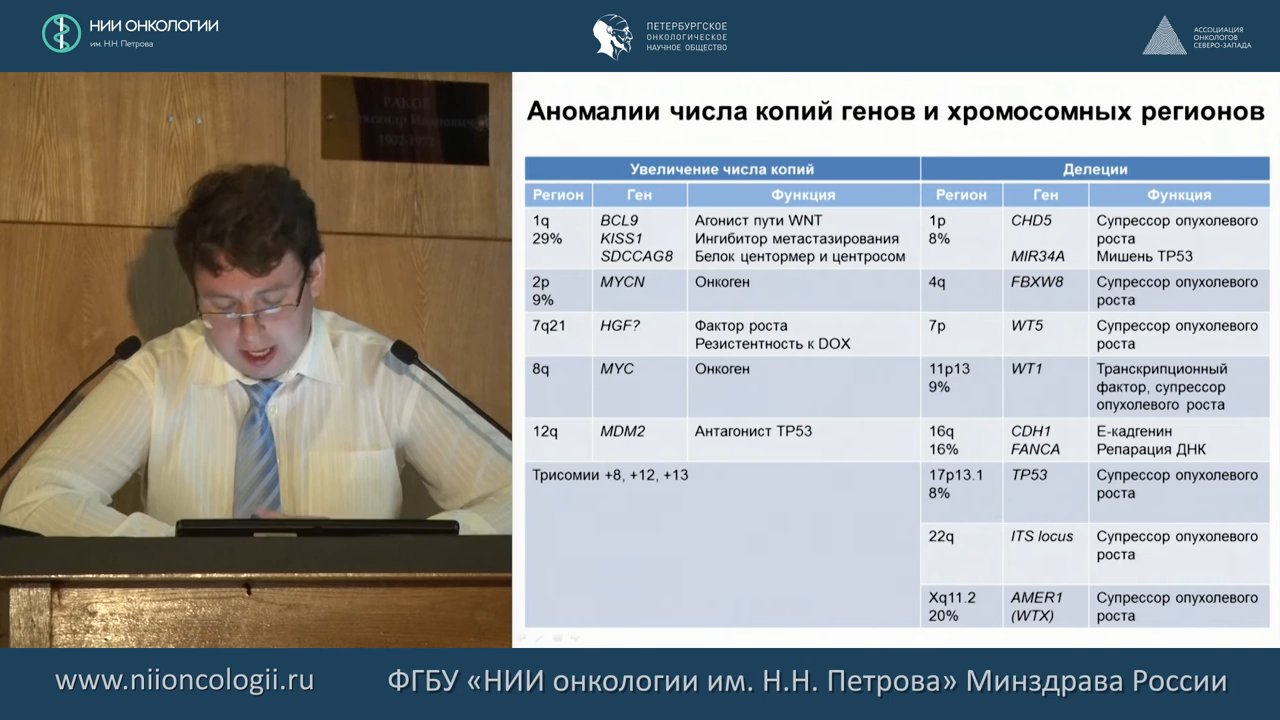 НИИ ОНКОЛОГИИ
им. Н.Н. Петрова
ПЕТЕРБУРГСКОЕ
ОНКОЛОГИЧЕСКОЕ
НАУЧНОЕ ОБЩЕСТВО
АССОЦИАЦИЯ
ОНКОЛОГОВ
СЕВЕРО-ЗАПАДА
РАКОВ
Александр Иванович
1902-1972
Аномалии числа копий генов и хромосомных регионов
Увеличение числа копий Делеции
Регион Ген Функция Регион Ген Функция
1q BCL9 Агонист пути WNT 1p CHD5 Супрессор опухолевого
29% KISS1 Ингибитор метастазирования 8% роста
SDCCAG8 Белок центормер и центросом MIR34A Мишень TP53
2p MYCN Онкоген 4q FBXW8 Супрессор опухолевого
9% роста
7q21 HGF? Фактор роста 7p WT5 Супрессор опухолевого
Резистентность к DOX роста
8q MYC Онкоген 11p13 WT1 Транскрипционный
9% фактор, супрессор
опухолевого роста
12q MDM2 Антагонист TP53 16q CDH1 Е-кадгенин
16% FANCA Репарация ДНК
Трисомии +8, +12, +13 17p13.1 TP53 Супрессор опухолевого
8% роста
22q ITS locus Супрессор опухолевого
роста
Xq11.2 AMER1 Супрессор опухолевого
20% (WTX) роста
www.niioncologii.ru ФГБУ «НИИ онкологии им. Н.Н. Петрова» Минздрава России